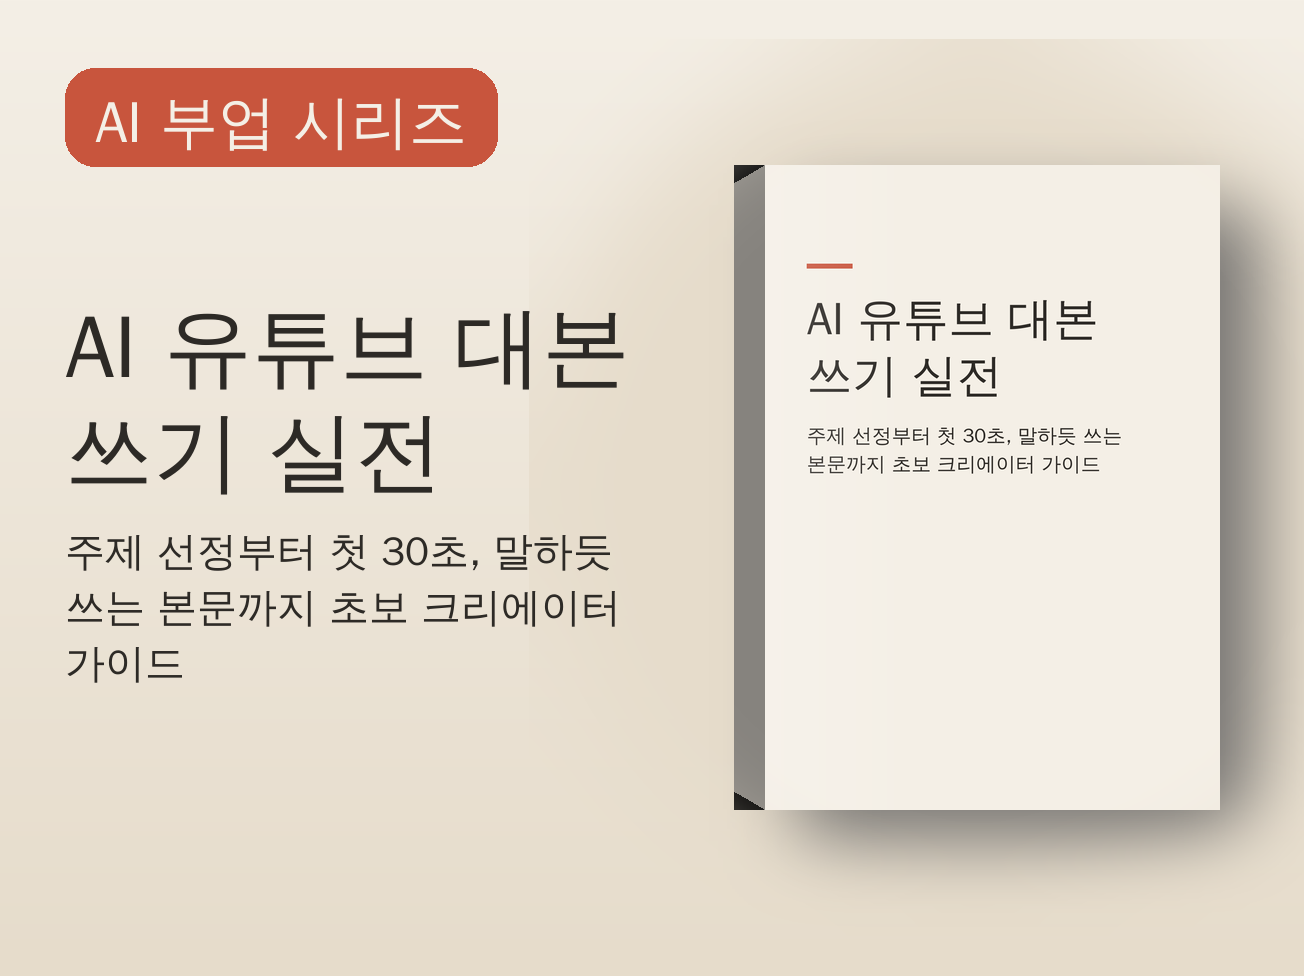 AI 부업 시리즈
AI 유튜브 대본
쓰기 실전
주제 선정부터 첫 30초, 말하듯
쓰는 본문까지 초보 크리에이터
가이드
AI 유튜브 대본
쓰기 실전
주제 선정부터 첫 30초, 말하듯 쓰는
본문까지 초보 크리에이터 가이드